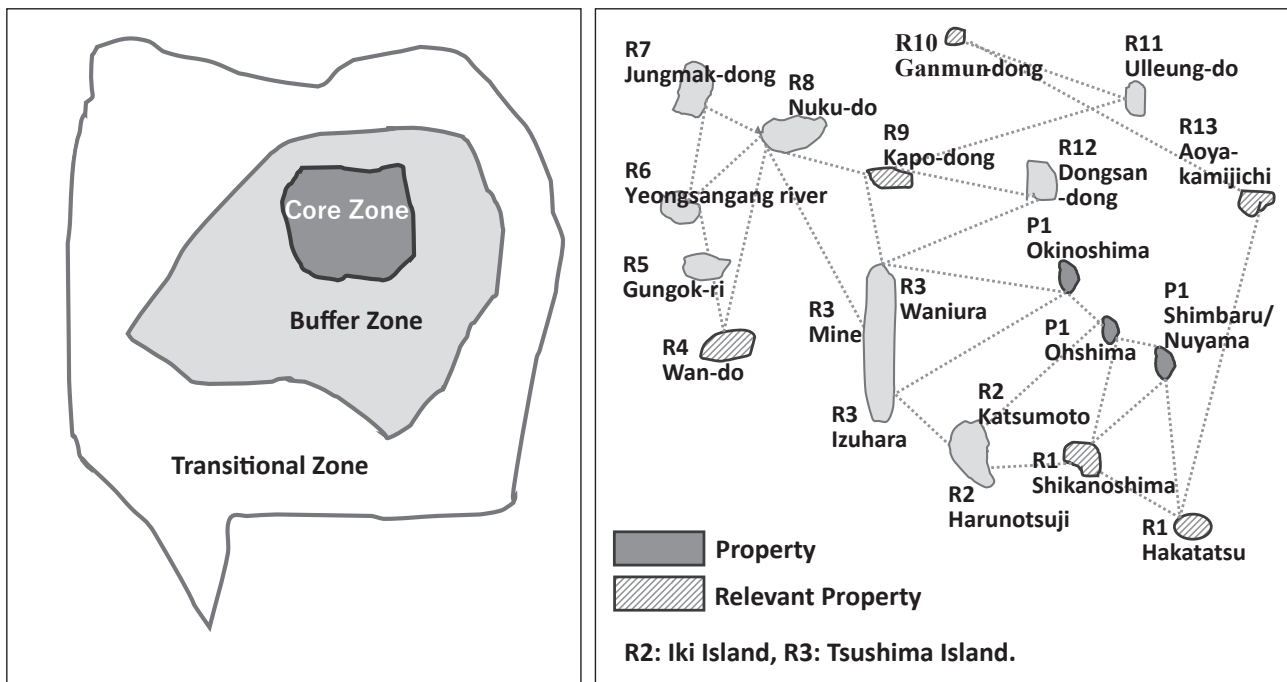 Core Zone
Buffer Zone
Transitional Zone
R7
Jungmak-dong
R8
Nuku-do
R10
Ganmun-dong
R11
Ulleung-do
R9
Kapo-dong
R12
Dongsan
-dong
R13
Aoya-
kamijichi
R6
Yeongsangang river
R5
Gungok-ri
R4
Wan-do
R3
Mine
R3
Waniura
R3
Izuhara
P1
Okinoshima
P1
Ohshima
P1
Shimbaru/
Nuyama
R2
Katsumoto
R2
Harunotsuji
R1
Shikanoshima
R1
Hakatatsu
Property
Relevant Property
R2: Iki Island, R3: Tsushima Island.